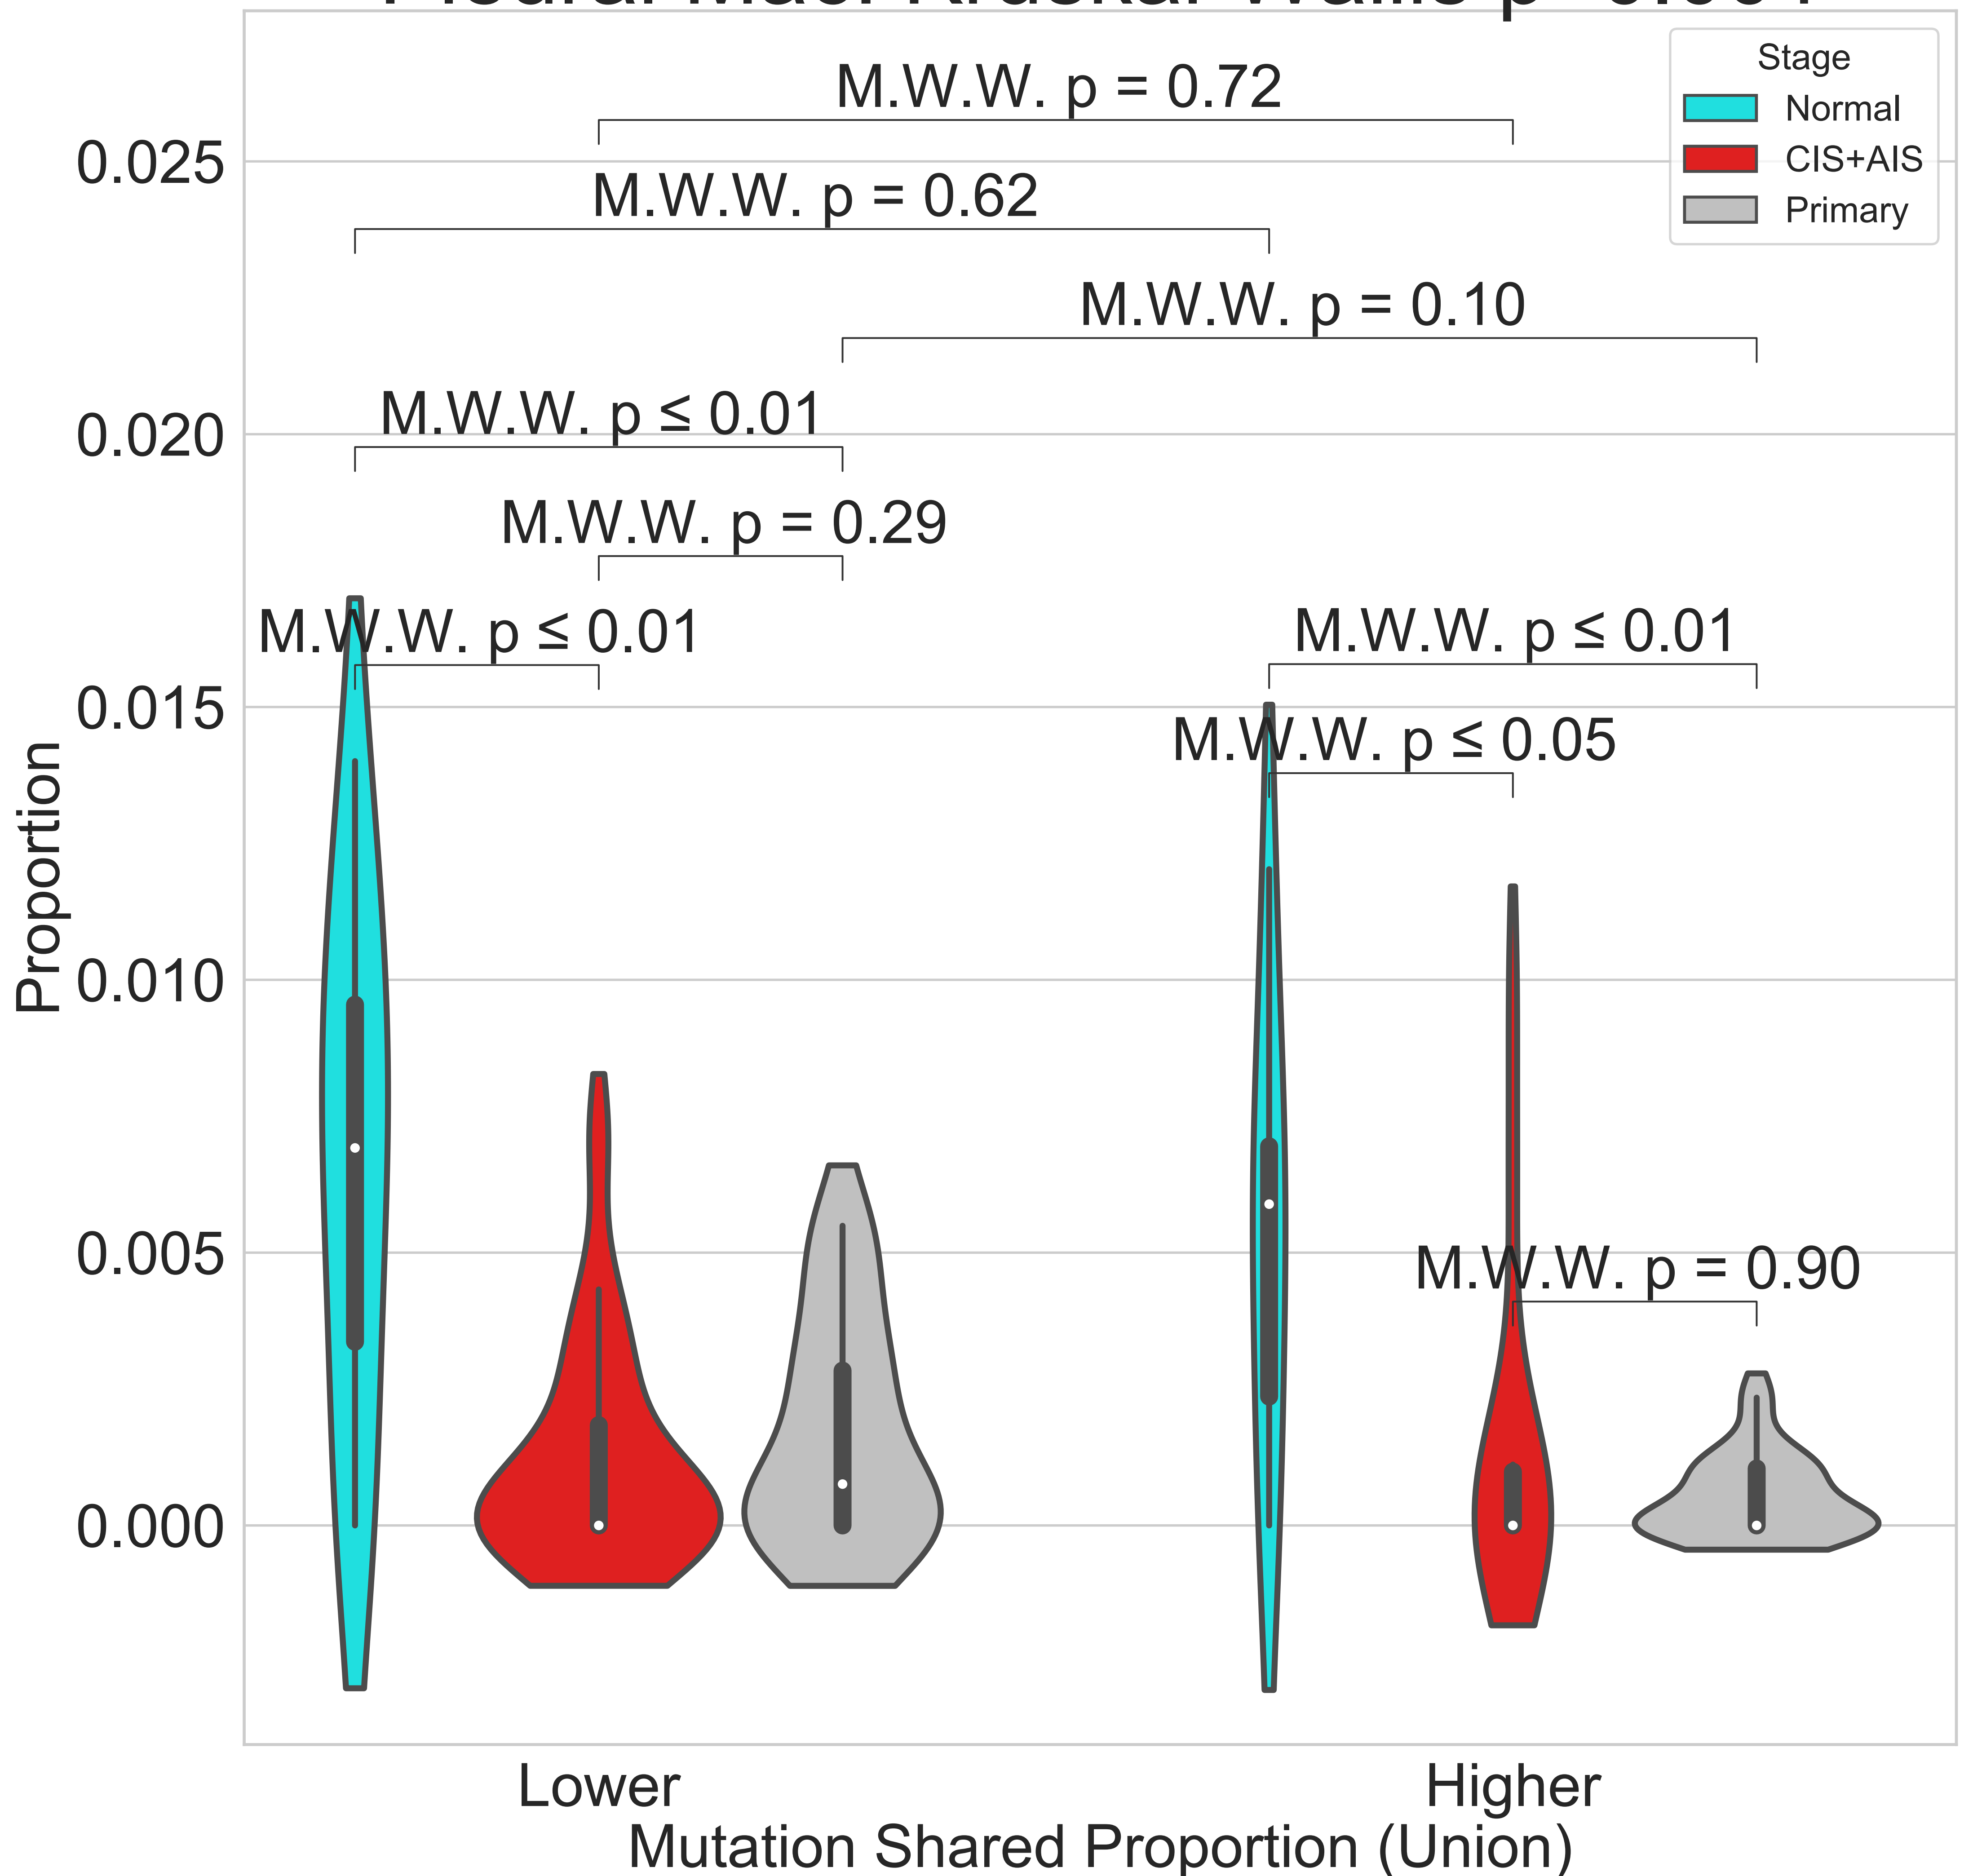 Stage
Normal
CIS+AIS
Primary
M.W.W. p = 0.72
M.W.W. p = 0.62
M.W.W. p = 0.10
M.W.W. p ≤ 0.01
M.W.W. p = 0.29
M.W.W. p ≤ 0.01
M.W.W. p ≤ 0.01
M.W.W. p ≤ 0.05
M.W.W. p = 0.90
0.025
0.020
0.015
0.010
0.005
0.000
Proportion
Lower
Higher
Mutation Shared Proportion (Union)